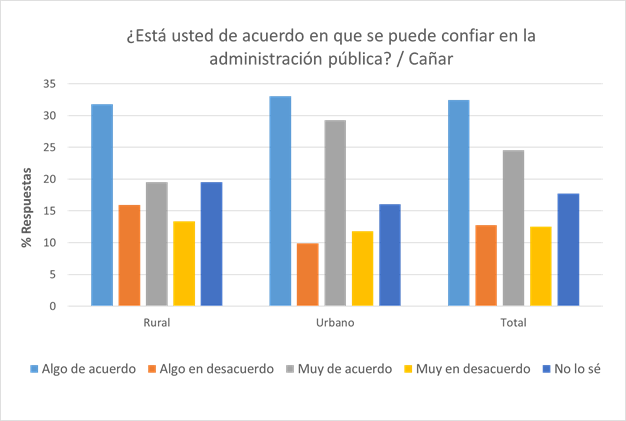 ¿Está usted de acuerdo en que se puede confiar en la
administración pública? / Cañar
% Respuestas
35
30
25
20
15
10
5
0
Rural
Urbano
Total
Algo de acuerdo
Algo en desacuerdo
Muy de acuerdo
Muy en desacuerdo
No lo sé